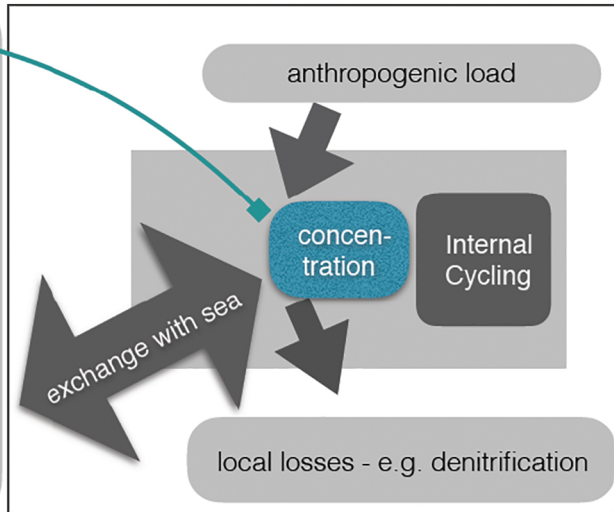 anthropogenic load
concen-
tration
Internal
Cycling
exchange with sea
local losses - e.g. denitrification